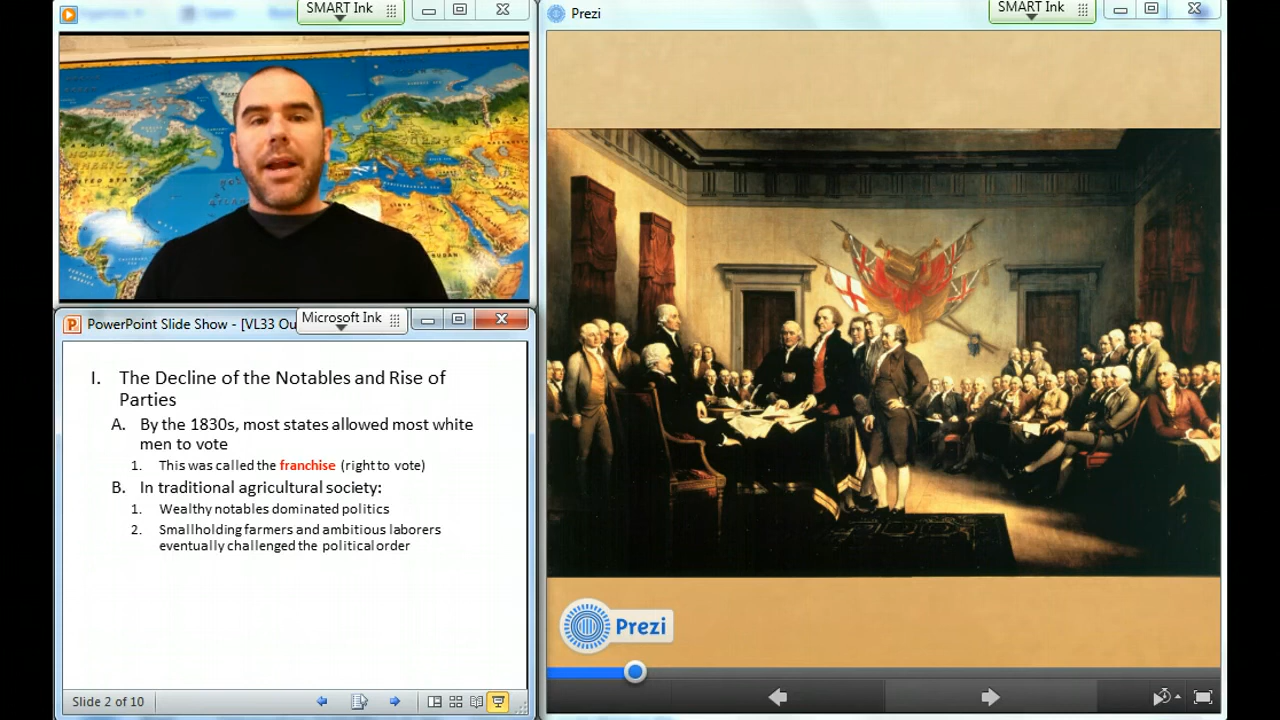 SMART Ink
SMART Ink
Prezi
PowerPoint Slide Show - [VL33 Ou
Microsoft Ink
I. The Decline of the Notables and Rise of
Parties
A. By the 1830s, most states allowed most white
men to vote
1. This was called the franchise (right to vote)
B. In traditional agricultural society:
1. Wealthy notables dominated politics
2. Smallholding farmers and ambitious laborers
eventually challenged the political order
Slide 2 of 10
Prezi